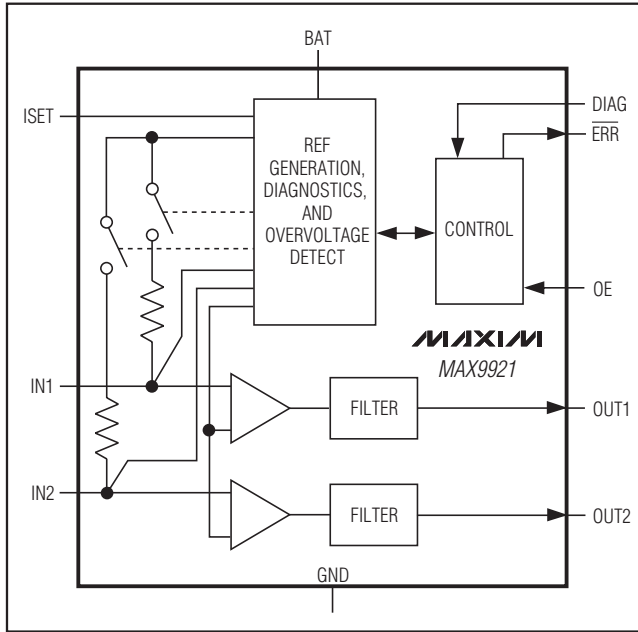 BAT
ISET
REF
GENERATION,
DIAGNOSTICS,
AND
OVERVOLTAGE
DETECT
CONTROL
DIAG
ERR
OE
MAXIM
MAX9921
IN1
FILTER
OUT1
IN2
FILTER
OUT2
GND